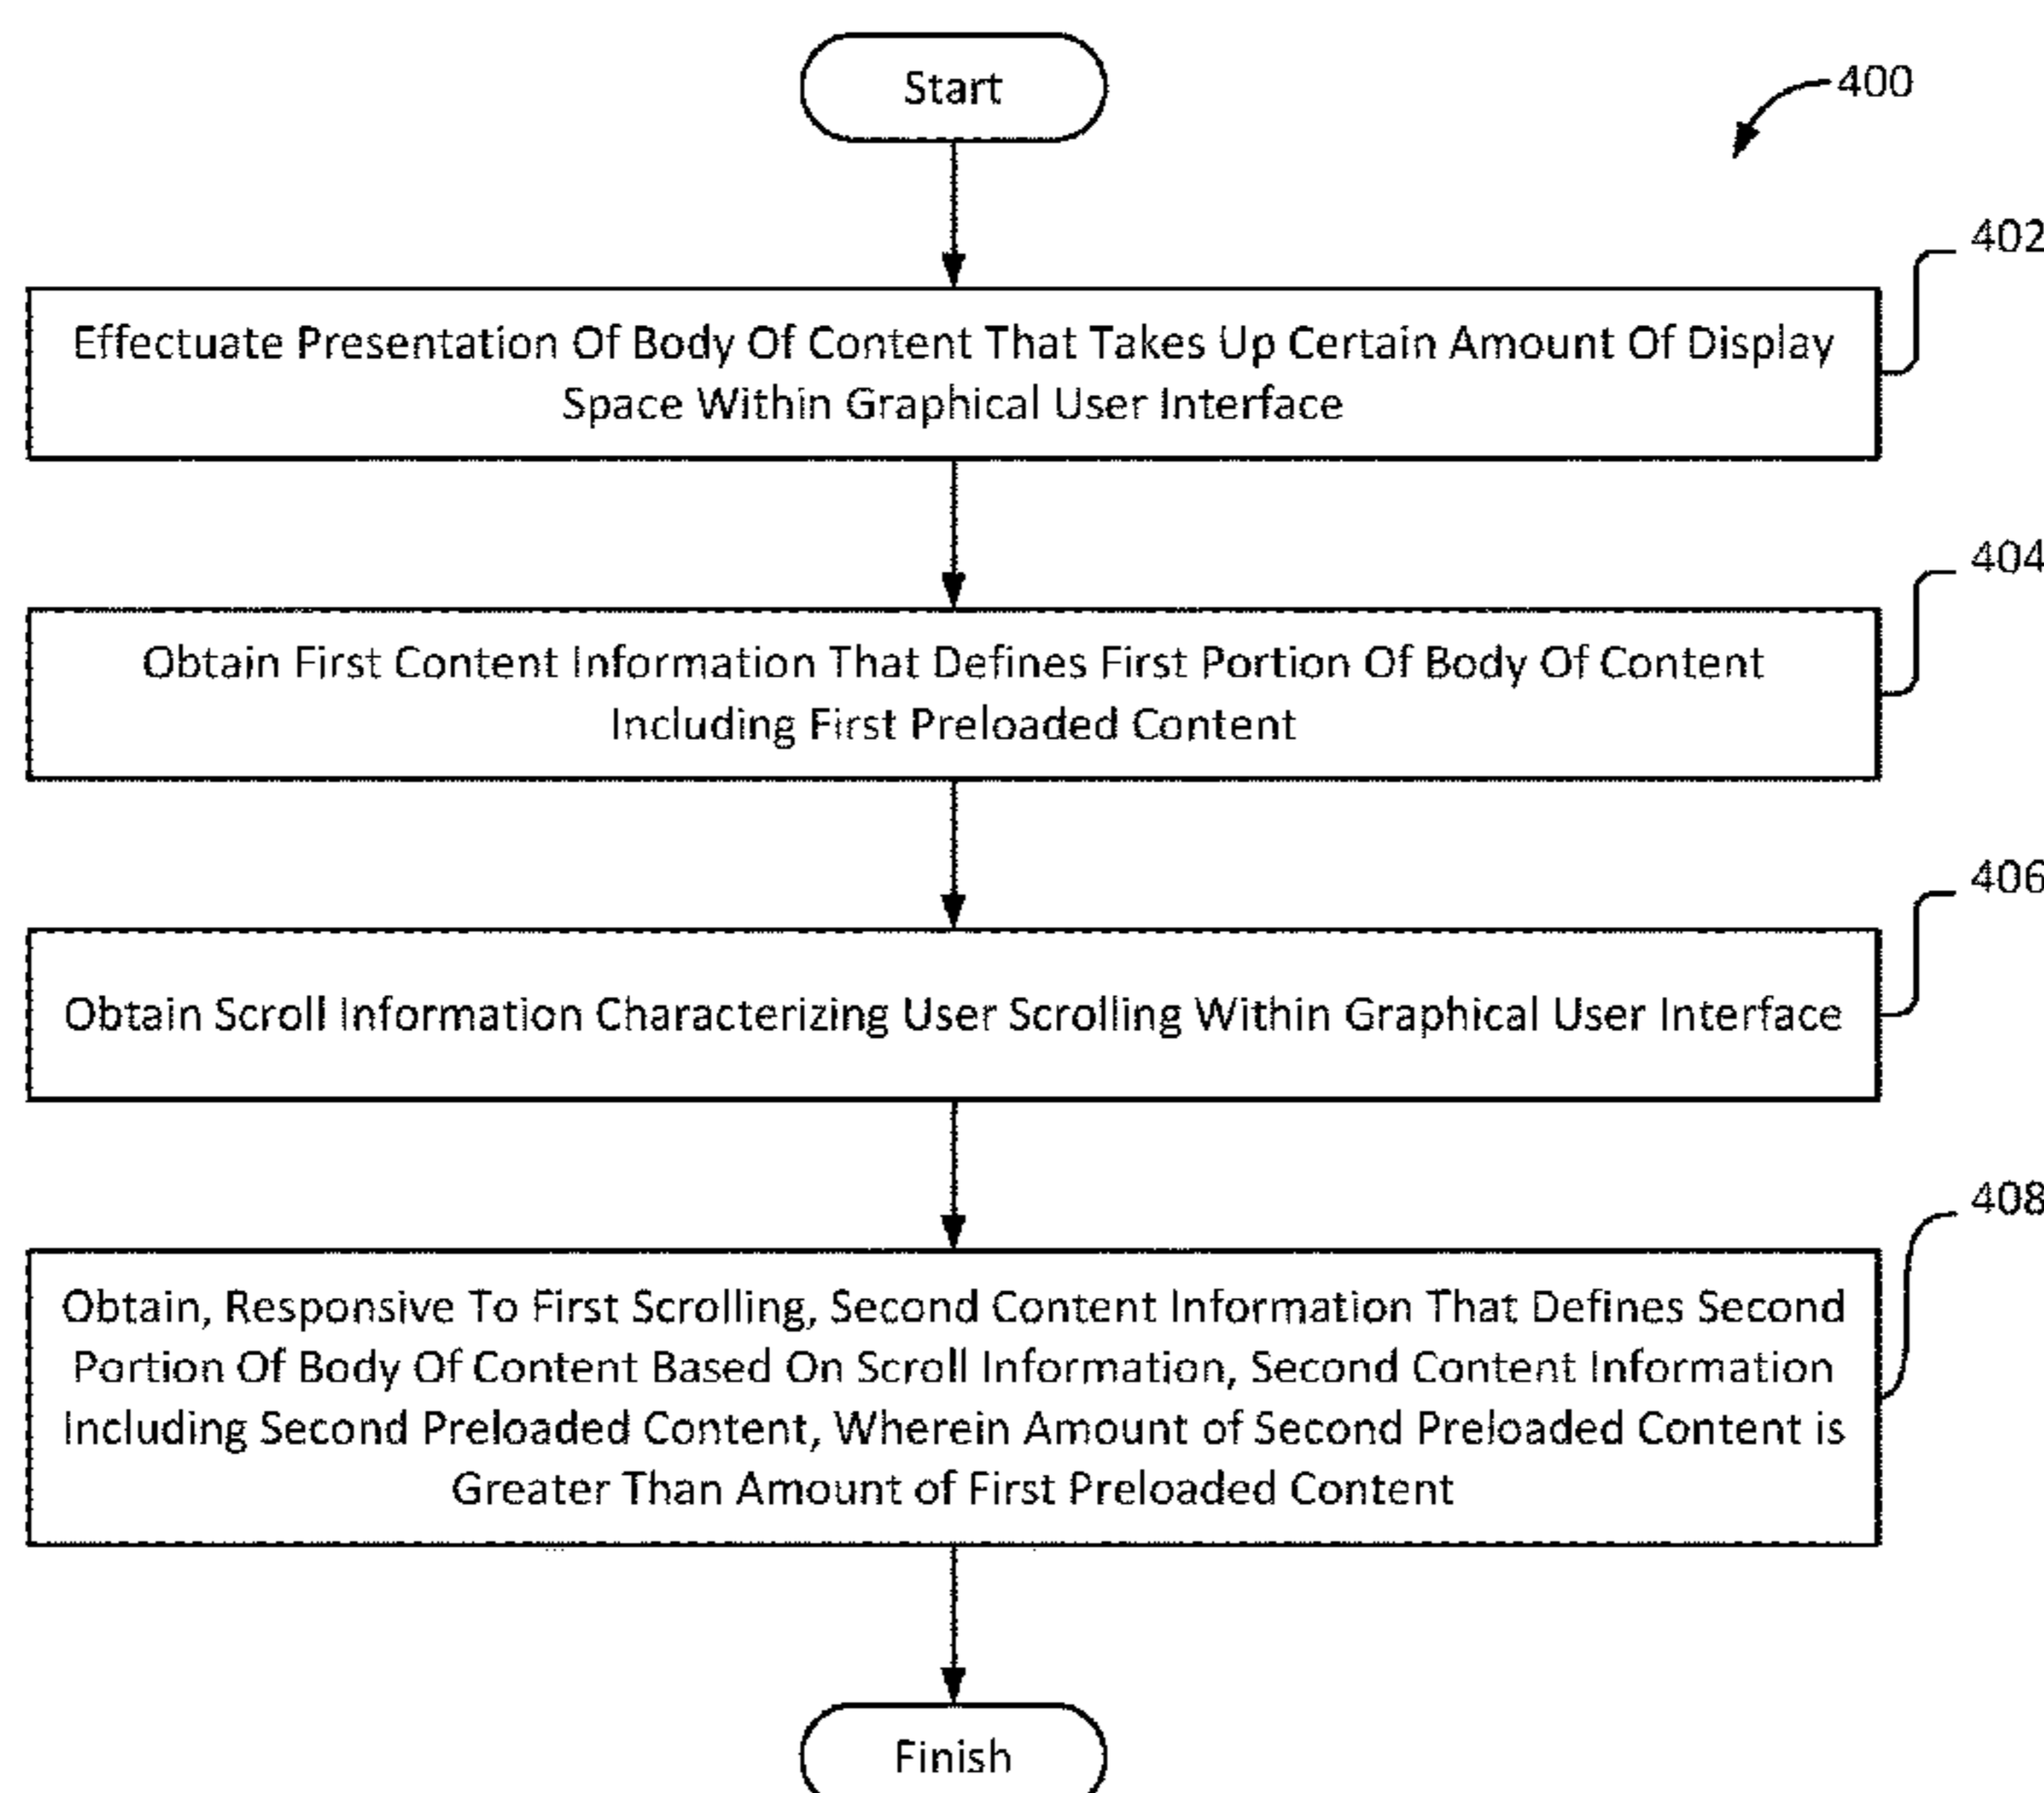 Start
400
402
Effectuate Presentation Of Body Of Content That Takes Up Certain Amount Of Display
Space Within Graphical User Interface
404
Obtain First Content Information That Defines First Portion Of Body Of Content
Including First Preloaded Content
406
Obtain Scroll Information Characterizing User Scrolling Within Graphical User Interface
408
Obtain, Responsive To First Scrolling, Second Content Information That Defines Second
Portion Of Body Of Content Based On Scroll Information, Second Content Information
Including Second Preloaded Content, Wherein Amount of Second Preloaded Content is
Greater Than Amount of First Preloaded Content
Finish